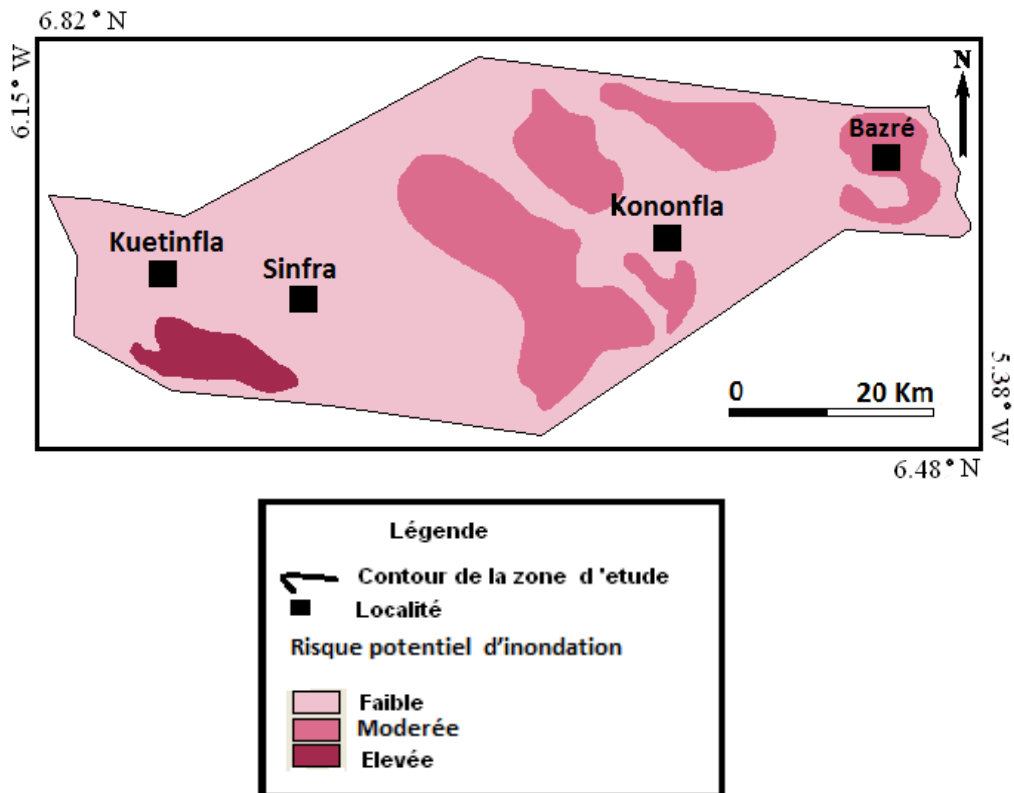 6.82° N
6.15° W
N
Bazré
Kononfla
Kuetinfla
Sinfra
5.38° W
0 20 Km
6.48° N
Légende
Contour de la zone d 'etude
Localité
Risque potentiel d'inondation
Faible
Moderée
Elevée